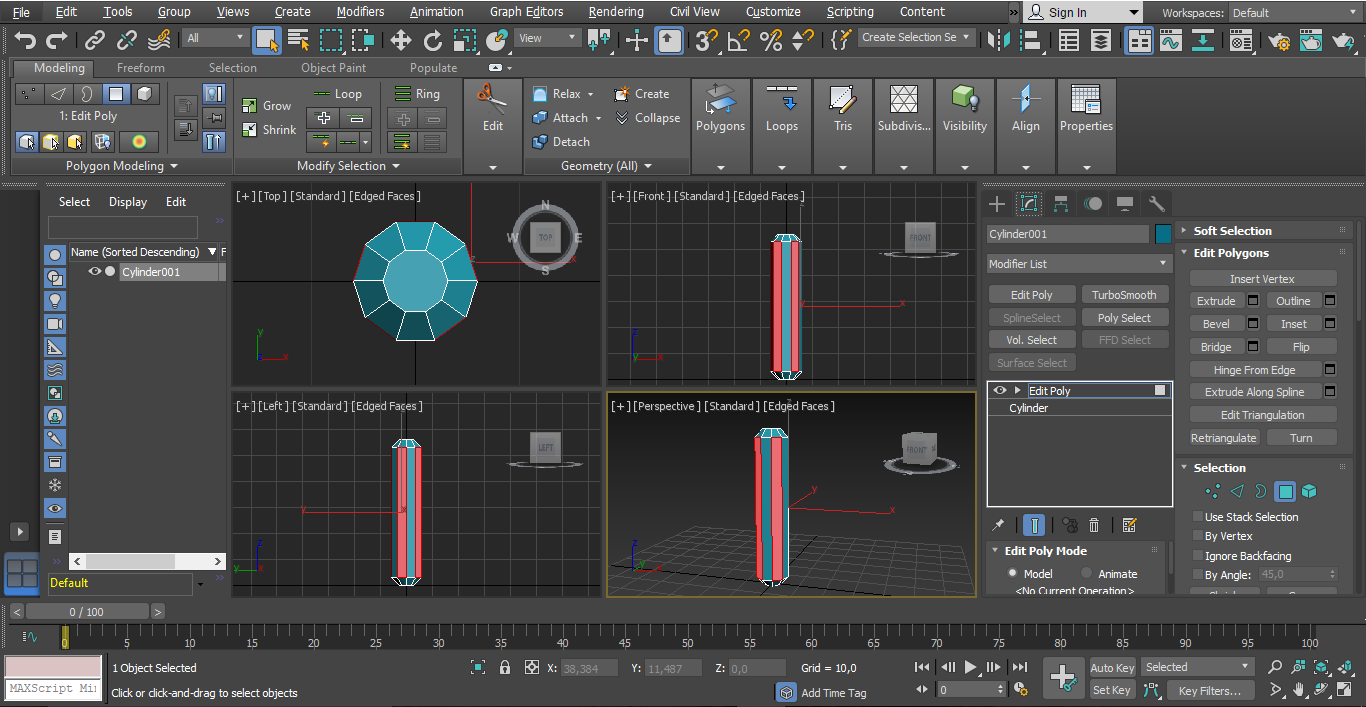 File Edit Tools Group Views Create Modifiers Animation Graph Editors Rendering Civil View Customize Scripting Content » Sign In Workspaces: Default
All View 3 Create Selection Se
Modeling Freeform Selection Object Paint Populate
1: Edit Poly
Polygon Modeling
Grow
Shrink
Loop
Ring
Modify Selection
Edit
Relax
Create
Attach
Collapse
Detach
Geometry (All)
Polygons
Loops
Tris
Subdivis...
Visibility
Align
Properties
Select Display Edit
Name (Sorted Descending) F
Cylinder001
Default
[+] [Top] [Standard] [Edged Faces]
N
W TOP E
S
x
z
y
x
[+] [Front] [Standard] [Edged Faces]
FRONT
x
z
y x
[+] [Left] [Standard] [Edged Faces]
LEFT
y x
z
y x
[+] [Perspective] [Standard] [Edged Faces]
FRONT
z
y
x
z
y x
Cylinder001
Modifier List
Edit Poly TurboSmooth
SplineSelect Poly Select
Vol. Select FFD Select
Surface Select
Edit Poly
Cylinder
Edit Poly Mode
Model Animate
<No Current Operation>
Soft Selection
Edit Polygons
Insert Vertex
Extrude Outline
Bevel Inset
Bridge Flip
Hinge From Edge
Extrude Along Spline
Edit Triangulation
Retriangulate Turn
Selection
Use Stack Selection
By Vertex
Ignore Backfacing
By Angle: 45,0
< 0 / 100 >
0 5 10 15 20 25 30 35 40 45 50 55 60 65 70 75 80 85 90 95 100
1 Object Selected
X: 38,384 Y: 11,487 Z: 0,0 Grid = 10,0
Auto Key Selected
MAXScript Mi
Click or click-and-drag to select objects
Add Time Tag
0
Set Key Key Filters...